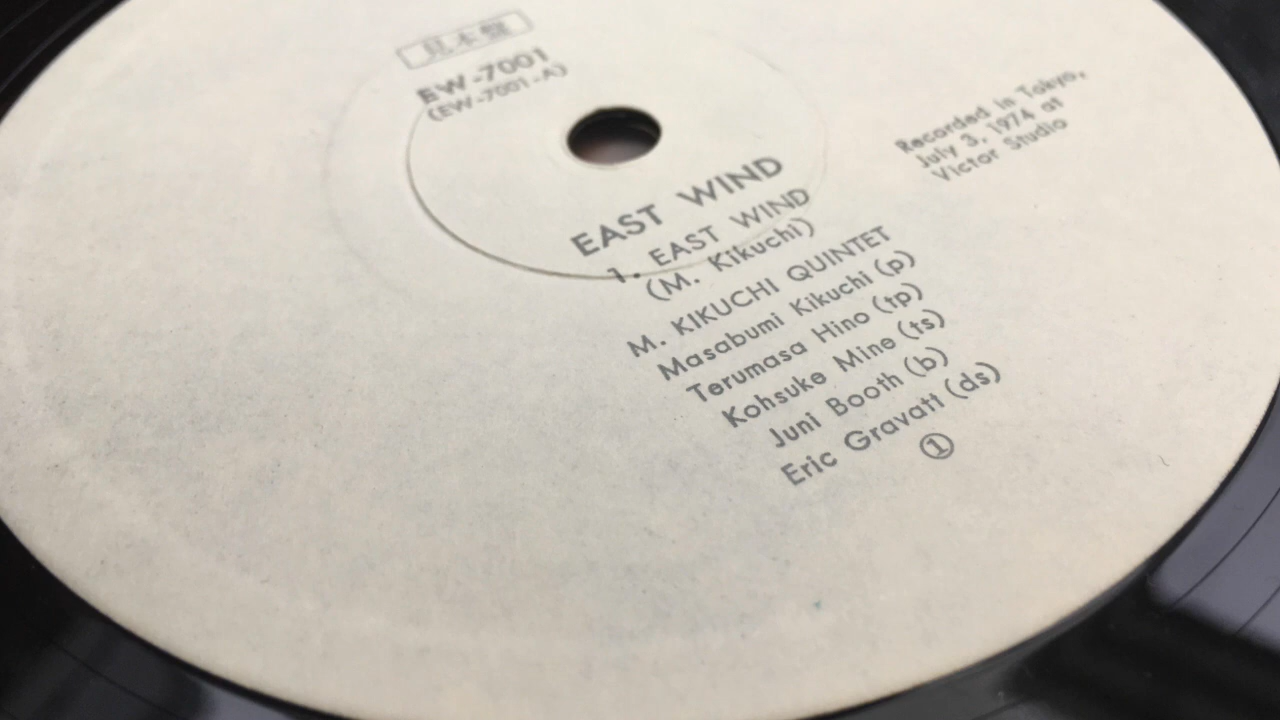 見本盤
EW-7001
(EW-7001-A)
Recorded in Tokyo,
July 3, 1974 at
Victor Studio
EAST WIND
1. EAST WIND
(M. Kikuchi)
M. KIKUCHI QUINTET
Masabumi Kikuchi (p)
Terumasa Hino (tp)
Kohsuke Mine (ts)
Juni Booth (b)
Eric Gravatt (ds)
①